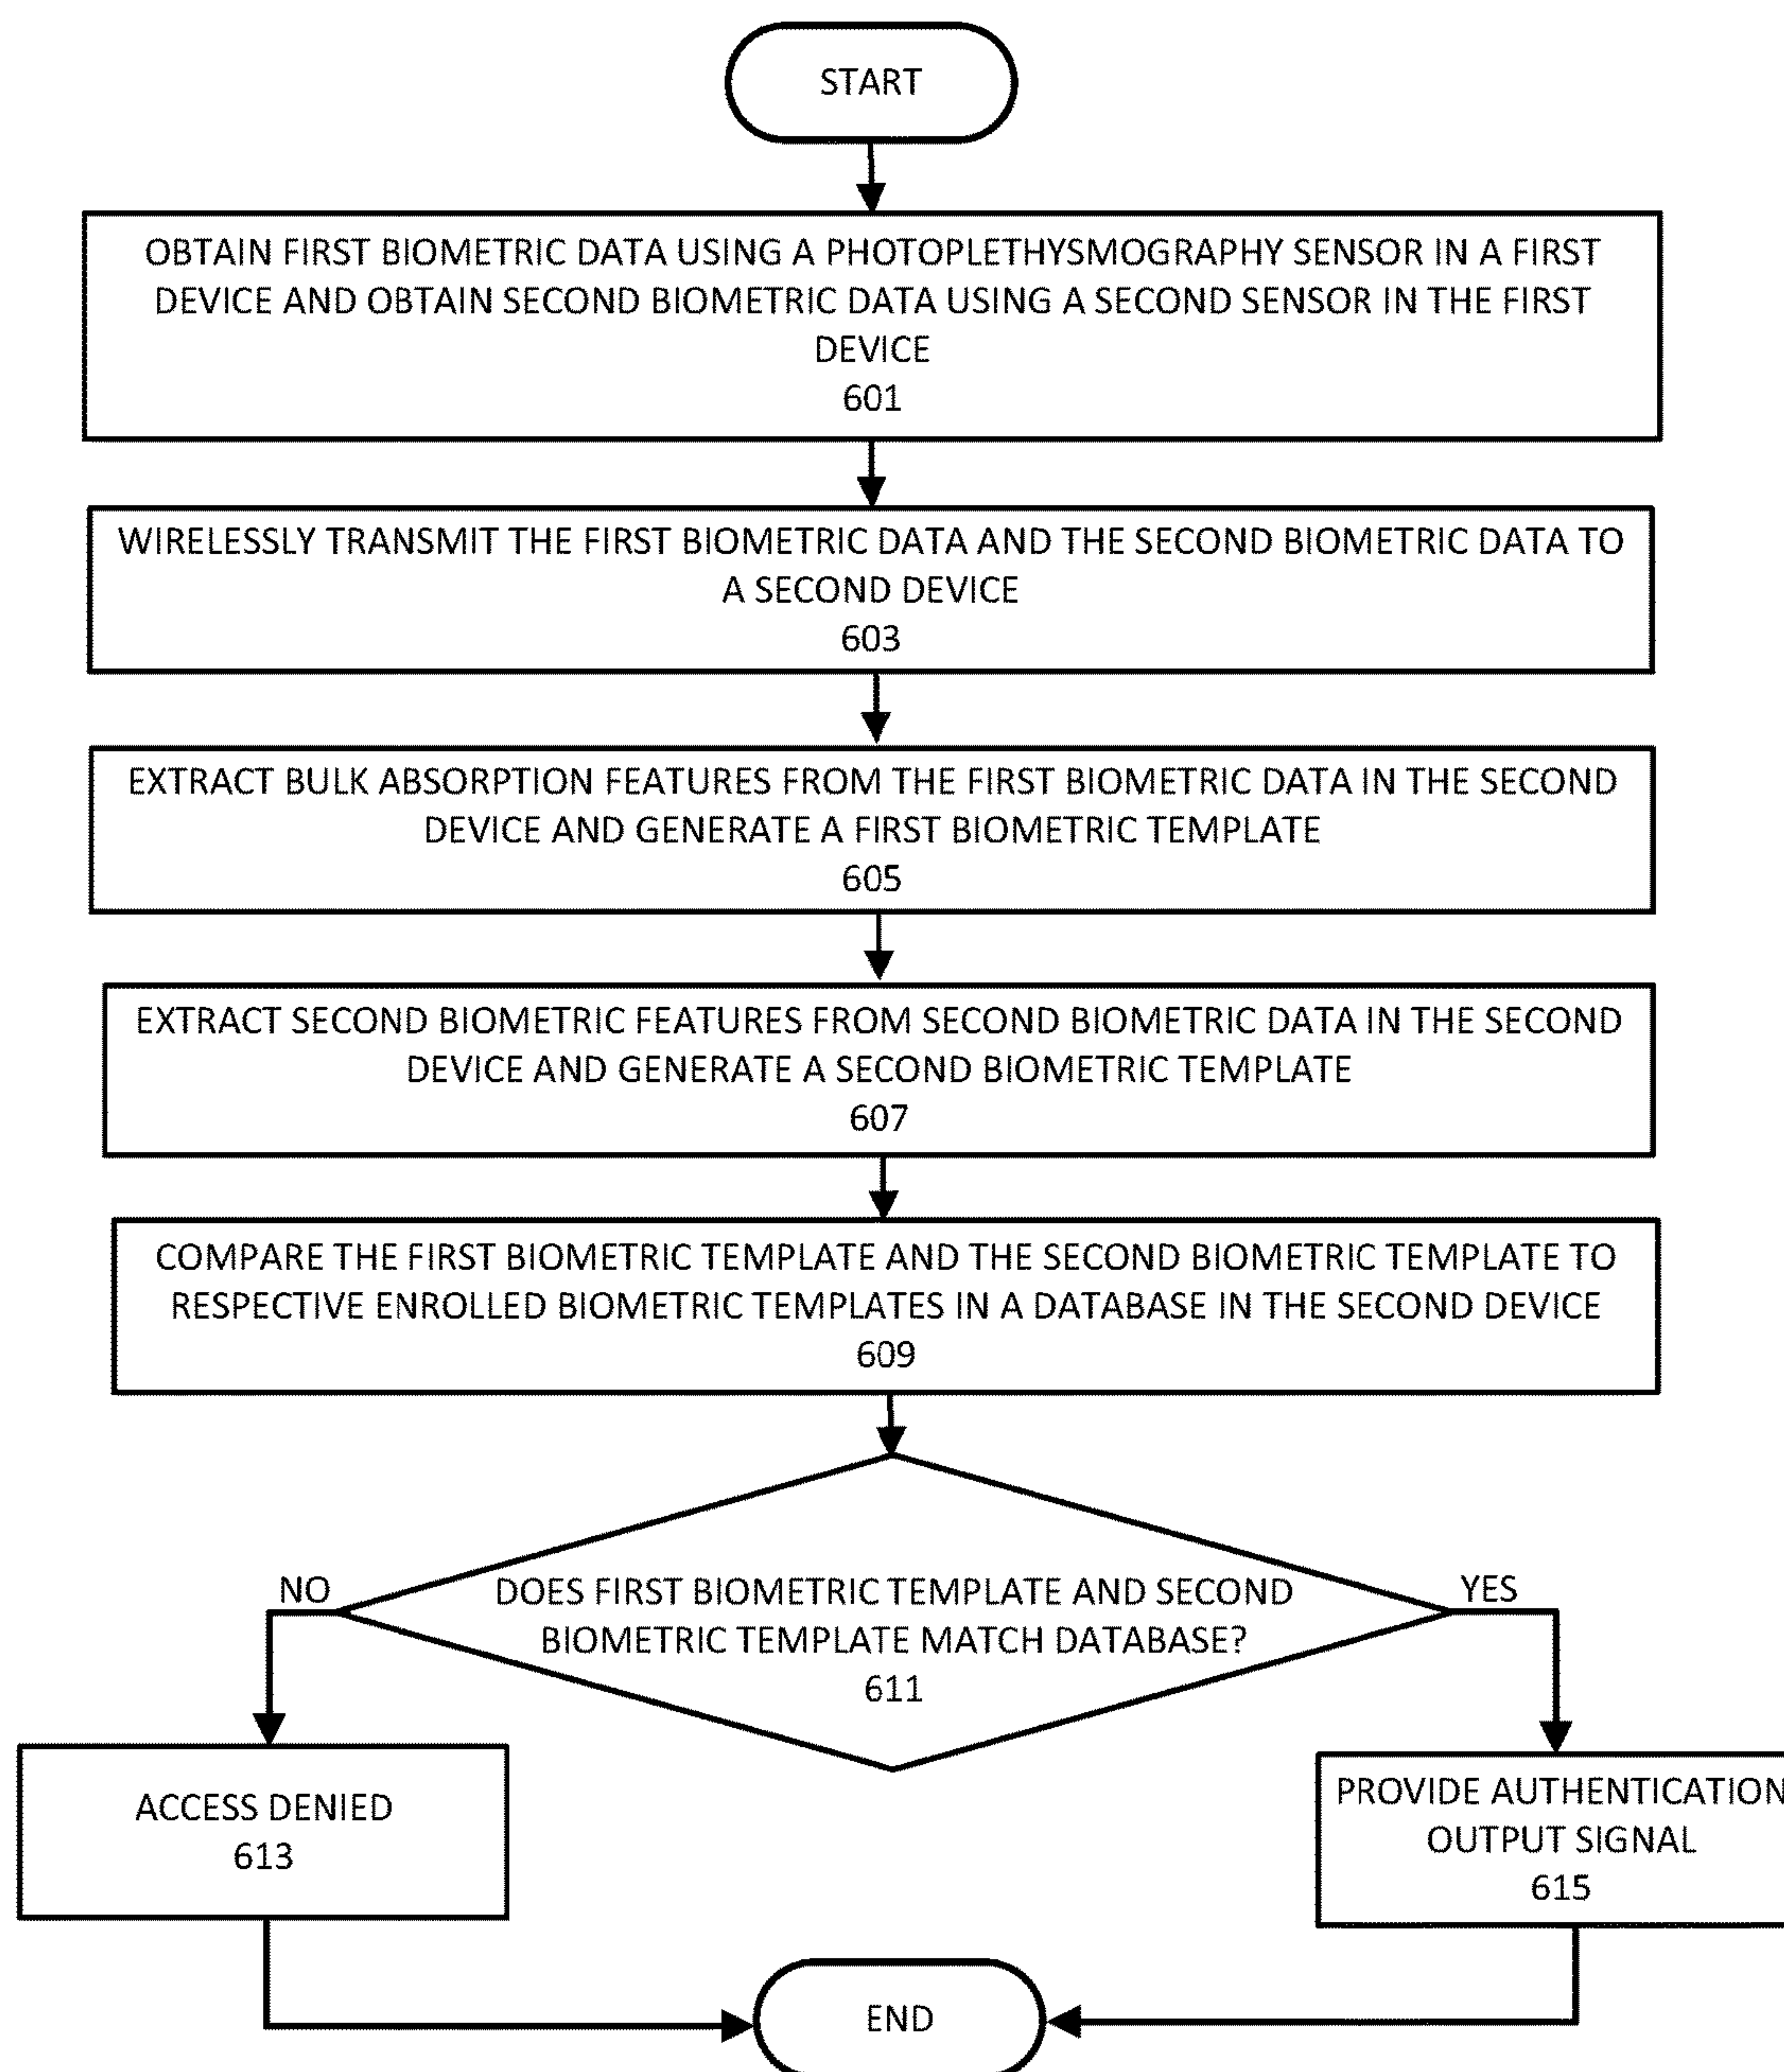 START
OBTAIN FIRST BIOMETRIC DATA USING A PHOTOPLETHYSMOGRAPHY SENSOR IN A FIRST
DEVICE AND OBTAIN SECOND BIOMETRIC DATA USING A SECOND SENSOR IN THE FIRST
DEVICE
601
WIRELESSLY TRANSMIT THE FIRST BIOMETRIC DATA AND THE SECOND BIOMETRIC DATA TO
A SECOND DEVICE
603
EXTRACT BULK ABSORPTION FEATURES FROM THE FIRST BIOMETRIC DATA IN THE SECOND
DEVICE AND GENERATE A FIRST BIOMETRIC TEMPLATE
605
EXTRACT SECOND BIOMETRIC FEATURES FROM SECOND BIOMETRIC DATA IN THE SECOND
DEVICE AND GENERATE A SECOND BIOMETRIC TEMPLATE
607
COMPARE THE FIRST BIOMETRIC TEMPLATE AND THE SECOND BIOMETRIC TEMPLATE TO
RESPECTIVE ENROLLED BIOMETRIC TEMPLATES IN A DATABASE IN THE SECOND DEVICE
609
DOES FIRST BIOMETRIC TEMPLATE AND SECOND
BIOMETRIC TEMPLATE MATCH DATABASE?
611
NO
YES
ACCESS DENIED
613
PROVIDE AUTHENTICATION
OUTPUT SIGNAL
615
END